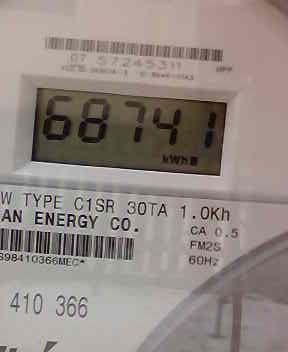 07 57245311
68741
kWh
W TYPE C1SR 30TA 1.0Kh
AN ENERGY CO.
CA 0.5
FM2S
60Hz
S98410366MEC*
410 366